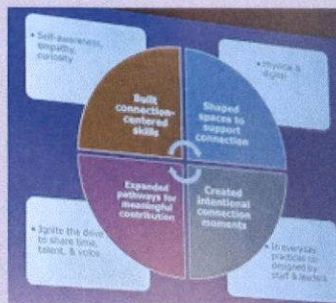 • Self-awareness,
empathy,
curiosity
• Physical &
digital
Built
connection-
centered
skills
Shaped
spaces to
support
connection
Expanded
pathways for
meaningful
contribution
Created
intentional
connection
moments
• Ignite the drive
to share time,
talent, & voice
• In everyday
practices co-
designed by
staff & leaders